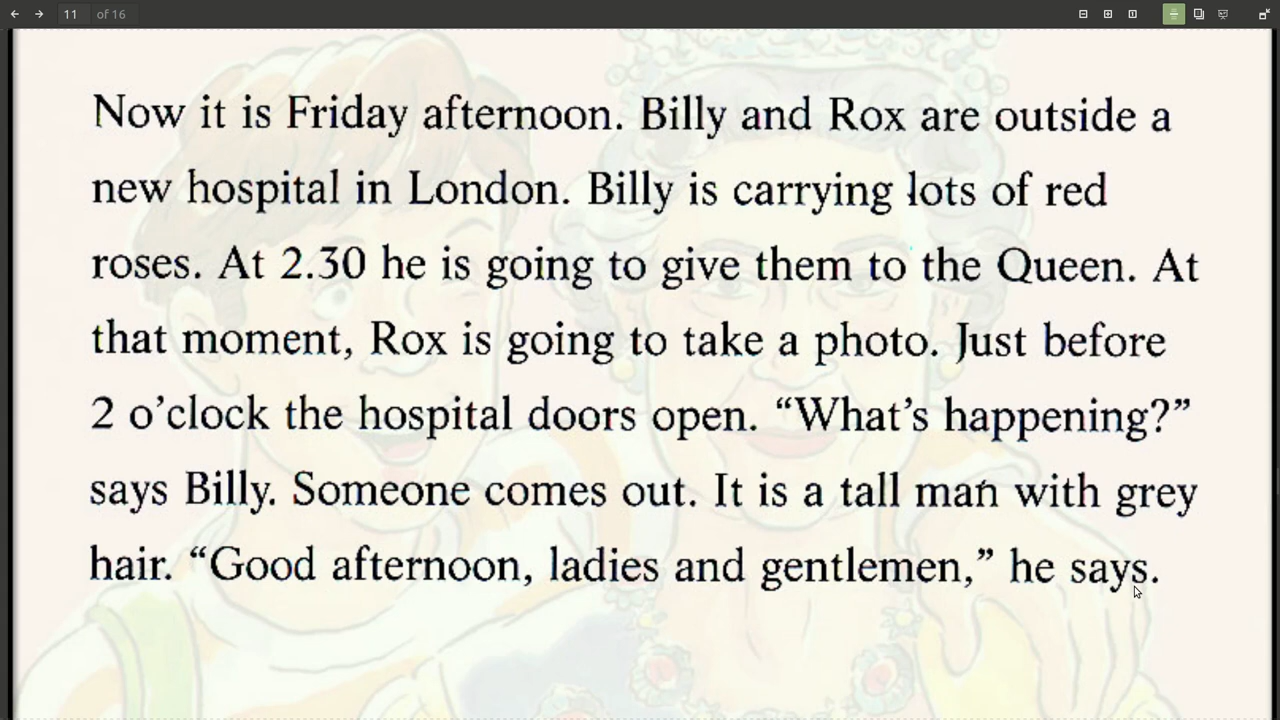 11 of 16
Now it is Friday afternoon. Billy and Rox are outside a
new hospital in London. Billy is carrying lots of red
roses. At 2.30 he is going to give them to the Queen. At
that moment, Rox is going to take a photo. Just before
2 o’clock the hospital doors open. “What’s happening?”
says Billy. Someone comes out. It is a tall man with grey
hair. “Good afternoon, ladies and gentlemen,” he says.